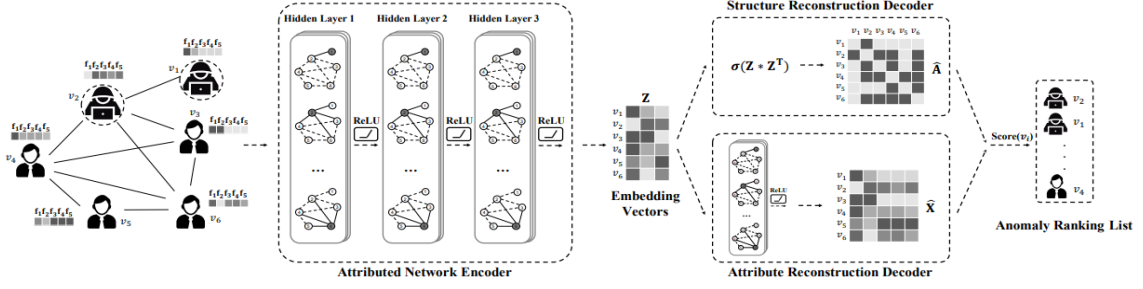 f₁f₂f₃f₄f₅
v₁
f₁f₂f₃f₄f₅
v₂
v₃
f₁f₂f₃f₄f₅
f₁f₂f₃f₄f₅
v₄
f₁f₂f₃f₄f₅
v₅
f₁f₂f₃f₄f₅
v₆
Hidden Layer 1 Hidden Layer 2 Hidden Layer 3
ReLU ReLU ReLU
...
...
...
Attributed Network Encoder
Z
v₁
v₂
v₃
v₄
v₅
v₆
Embedding
Vectors
Structure Reconstruction Decoder
σ(Z * Zᵀ)
v₁ v₂ v₃ v₄ v₅ v₆
v₁
v₂
v₃
v₄
v₅
v₆
Â
ReLU
...
v₁
v₂
v₃
v₄
v₅
v₆
X̂
Attribute Reconstruction Decoder
Score(vᵢ)
v₂
v₁
.
.
.
v₄
Anomaly Ranking List